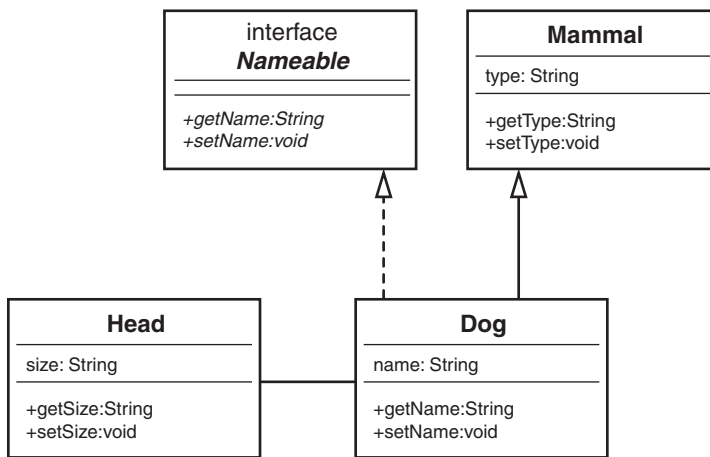 interface
Nameable
+getName:String
+setName:void
Mammal
type: String
+getType:String
+setType:void
Head
size: String
+getSize:String
+setSize:void
Dog
name: String
+getName:String
+setName:void